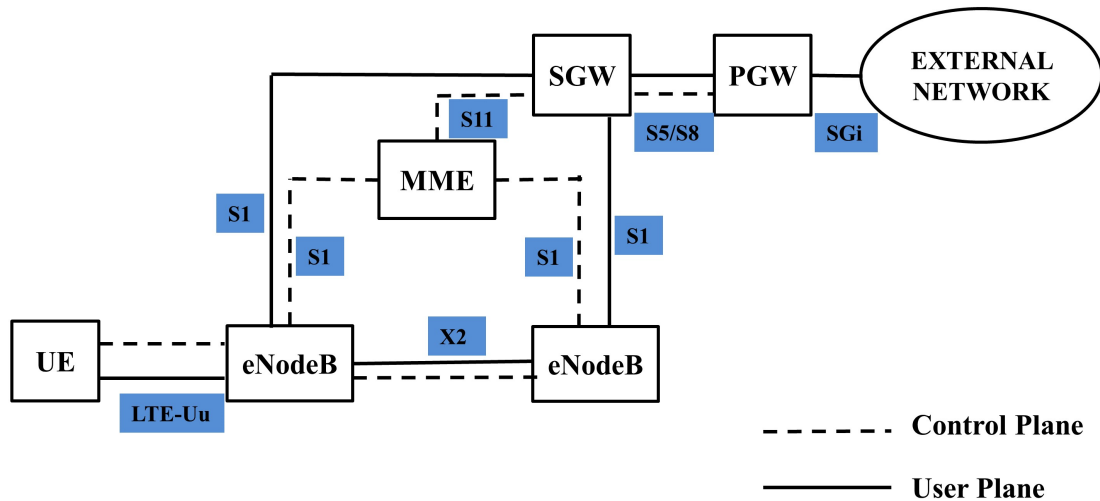 SGW
PGW
EXTERNAL
NETWORK
S11
S5/S8
SGi
MME
S1
S1
S1
S1
X2
UE
eNodeB
eNodeB
LTE-Uu
Control Plane
User Plane